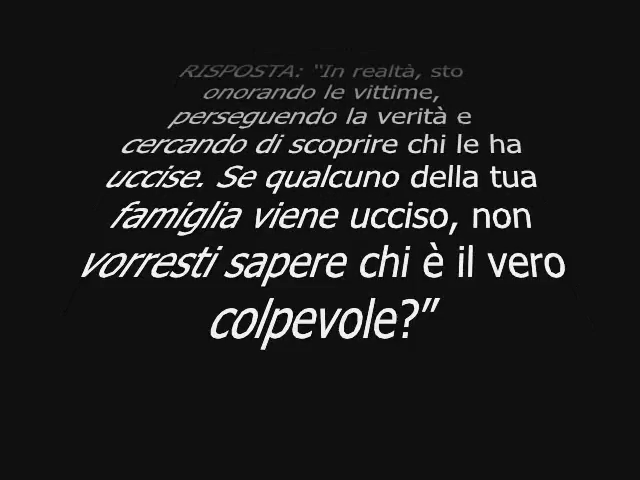 RISPOSTA: "In realtà, sto
onorando le vittime,
perseguendo la verità e
cercando di scoprire chi le ha
uccise. Se qualcuno della tua
famiglia viene ucciso, non
vorresti sapere chi è il vero
colpevole?"